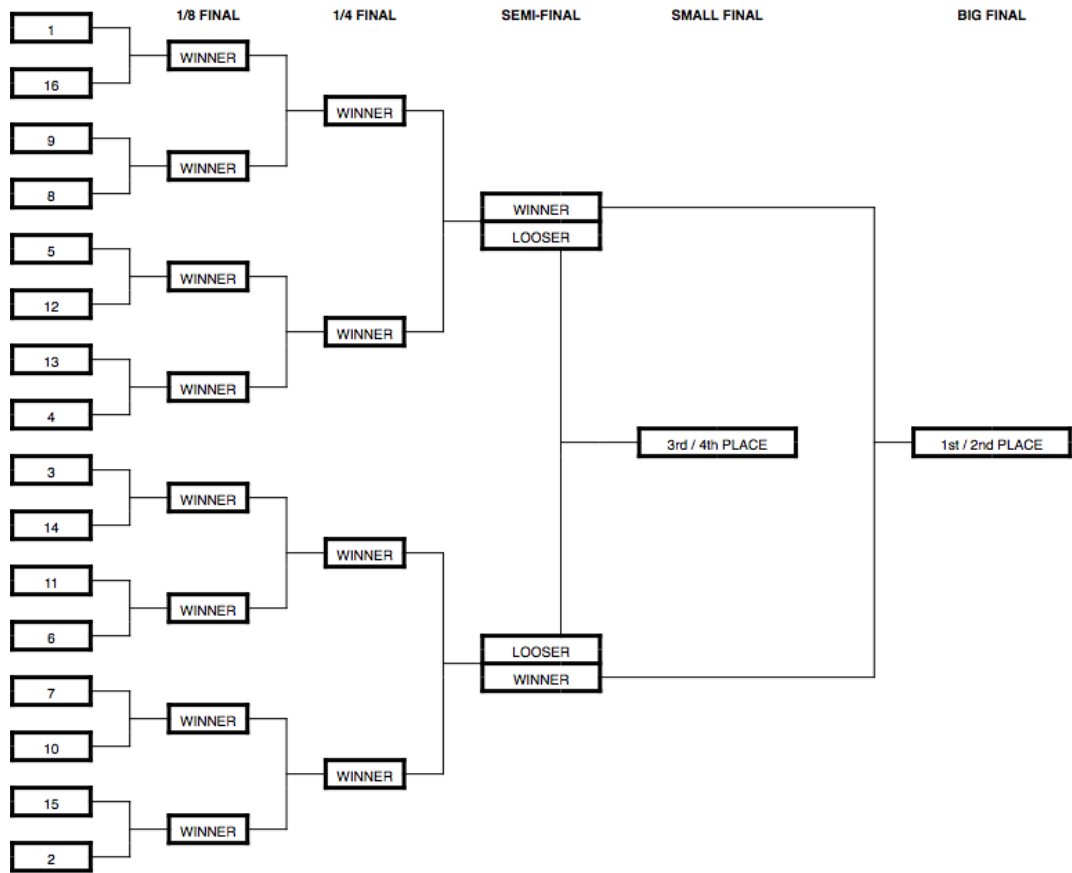 1/8 FINAL 1/4 FINAL SEMI-FINAL SMALL FINAL BIG FINAL
1
WINNER
16
WINNER
9
WINNER
8
WINNER
LOOSER
5
WINNER
12
WINNER
13
WINNER
4
3rd / 4th PLACE
1st / 2nd PLACE
3
WINNER
14
WINNER
11
WINNER
6
LOOSER
WINNER
7
WINNER
10
WINNER
15
WINNER
2